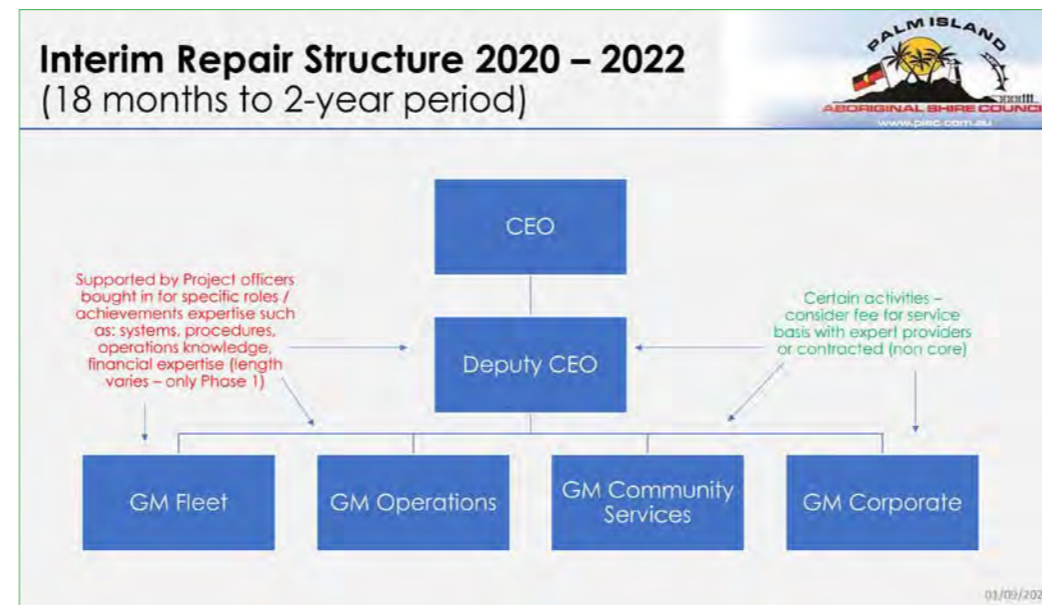 Interim Repair Structure 2020 – 2022
(18 months to 2-year period)
PALM ISLAND
ABORIGINAL SHIRE COUNCIL
www.piac.com.au
CEO
Supported by Project officers
bought in for specific roles /
achievements expertise such
as: systems, procedures,
operations knowledge,
financial expertise (length
varies – only Phase 1)
Certain activities –
consider fee for service
basis with expert providers
or contracted (non core)
Deputy CEO
GM Fleet
GM Operations
GM Community
Services
GM Corporate
01/09/202